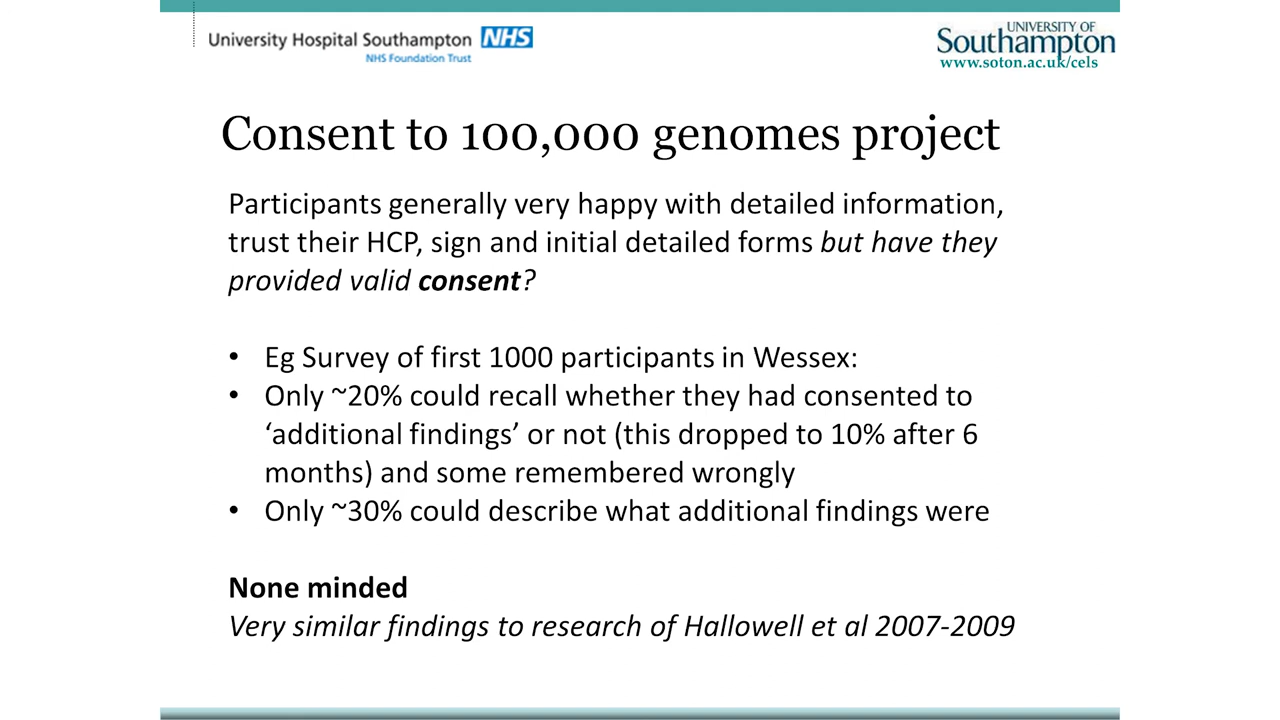 University Hospital Southampton NHS
NHS Foundation Trust
UNIVERSITY OF
Southampton
www.soton.ac.uk/cels
Consent to 100,000 genomes project
Participants generally very happy with detailed information,
trust their HCP, sign and initial detailed forms but have they
provided valid consent?
• Eg Survey of first 1000 participants in Wessex:
• Only ~20% could recall whether they had consented to
‘additional findings’ or not (this dropped to 10% after 6
months) and some remembered wrongly
• Only ~30% could describe what additional findings were
None minded
Very similar findings to research of Hallowell et al 2007-2009